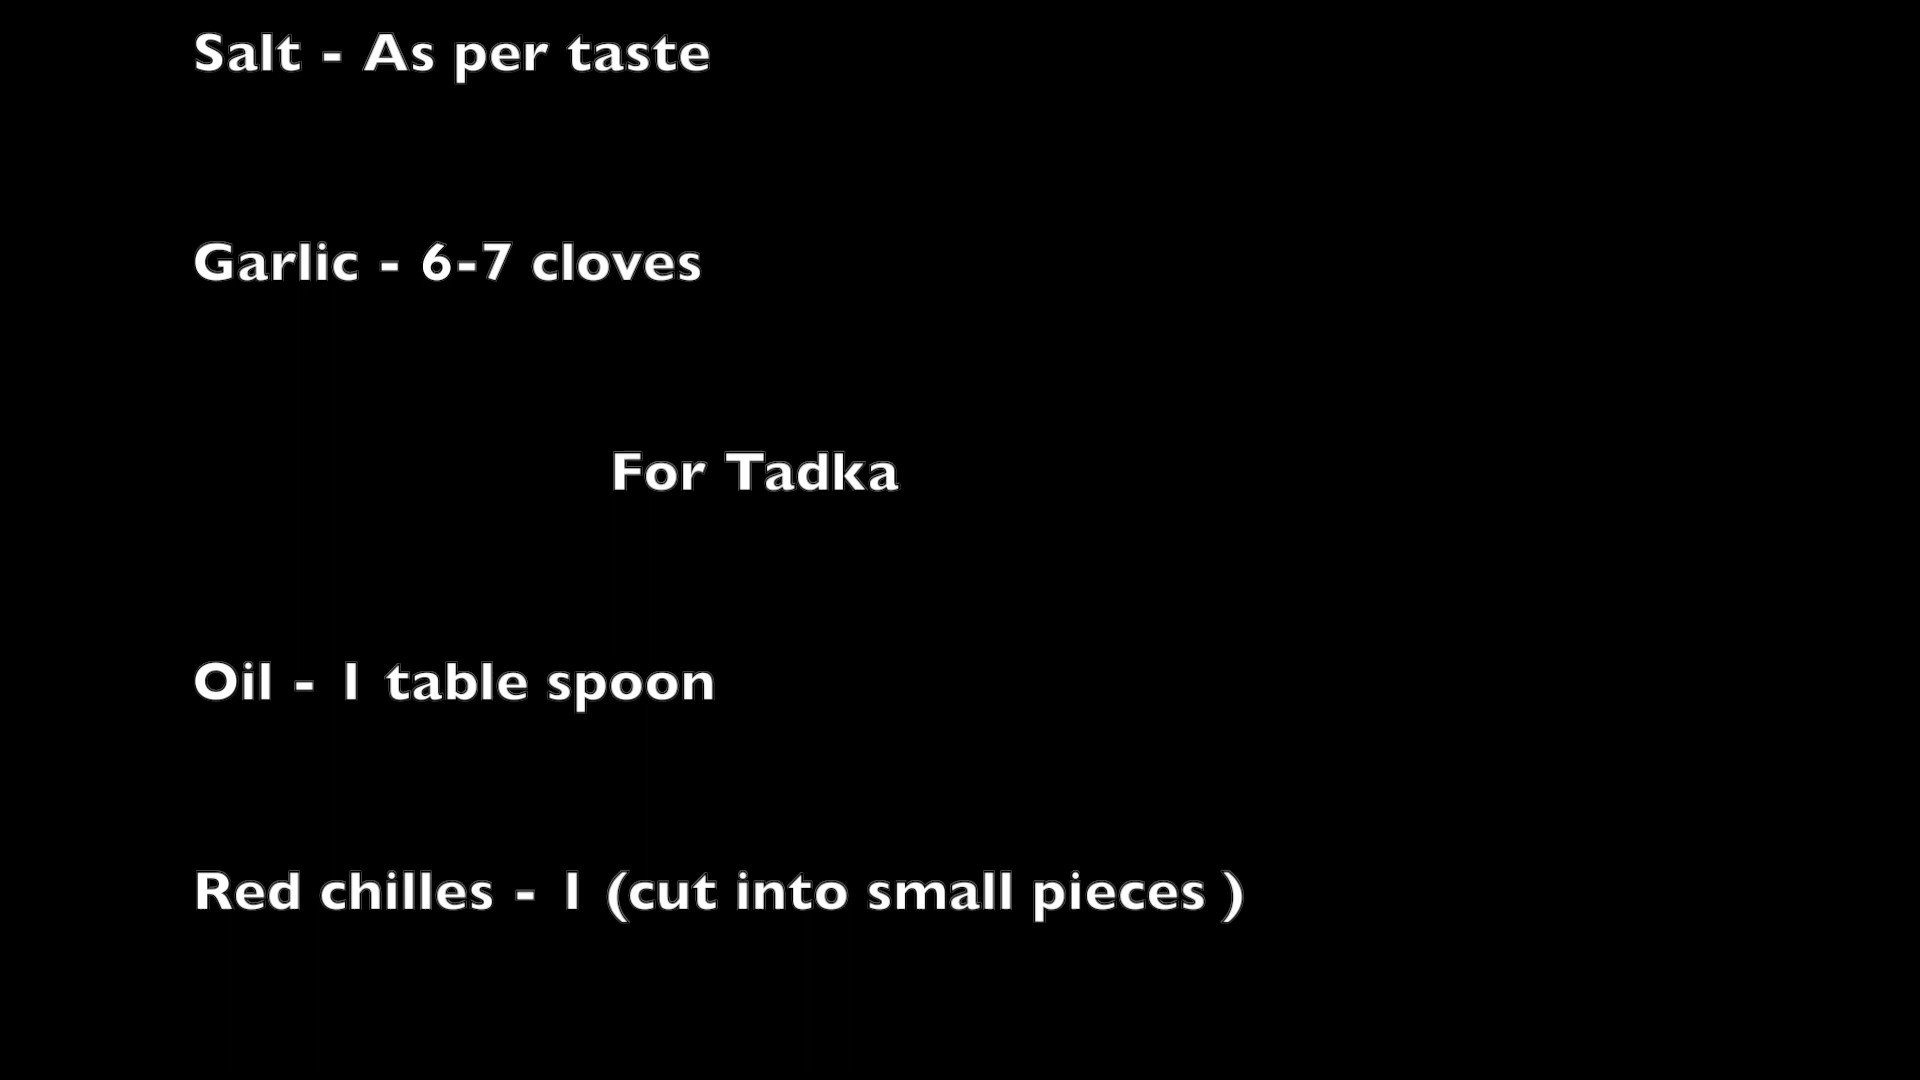 Salt - As per taste
Garlic - 6-7 cloves
For Tadka
Oil - 1 table spoon
Red chilles - 1 (cut into small pieces )